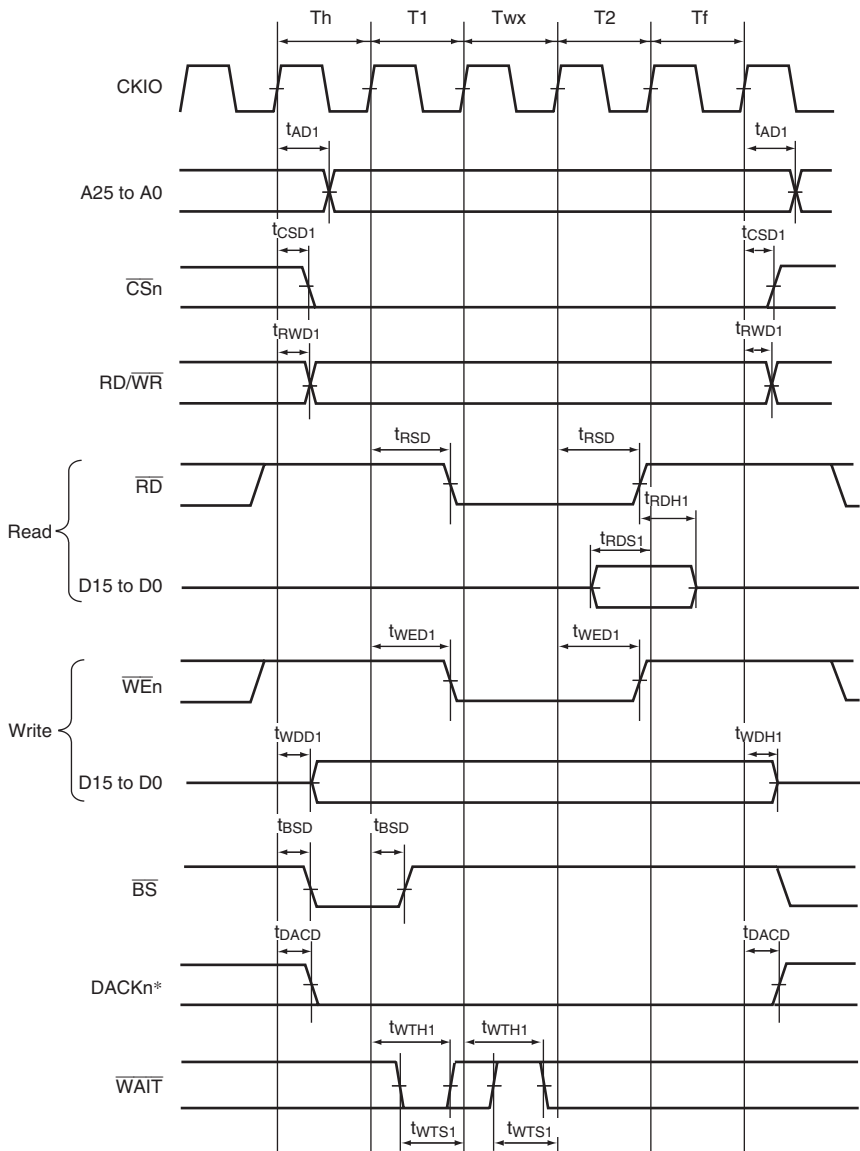 Th T1 Twx T2 Tf
CKIO
tAD1 tAD1
A25 to A0
tCSD1 tCSD1
CSn
tRWD1 tRWD1
RD/WR
tRSD tRSD
RD
tRDH1
Read
tRDS1
D15 to D0
tWED1 tWED1
WEn
Write
tWDD1 tWDH1
D15 to D0
tBSD tBSD
BS
tDACD tDACD
DACKn*
tWTH1 tWTH1
WAIT
tWTS1 tWTS1